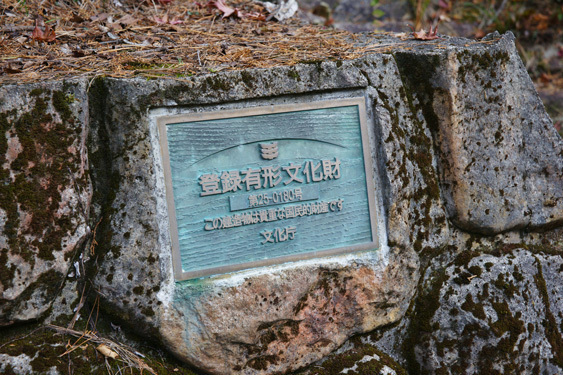 登録有形文化財
第25-0180号
この建造物は貴重な国民的財産です
文化庁